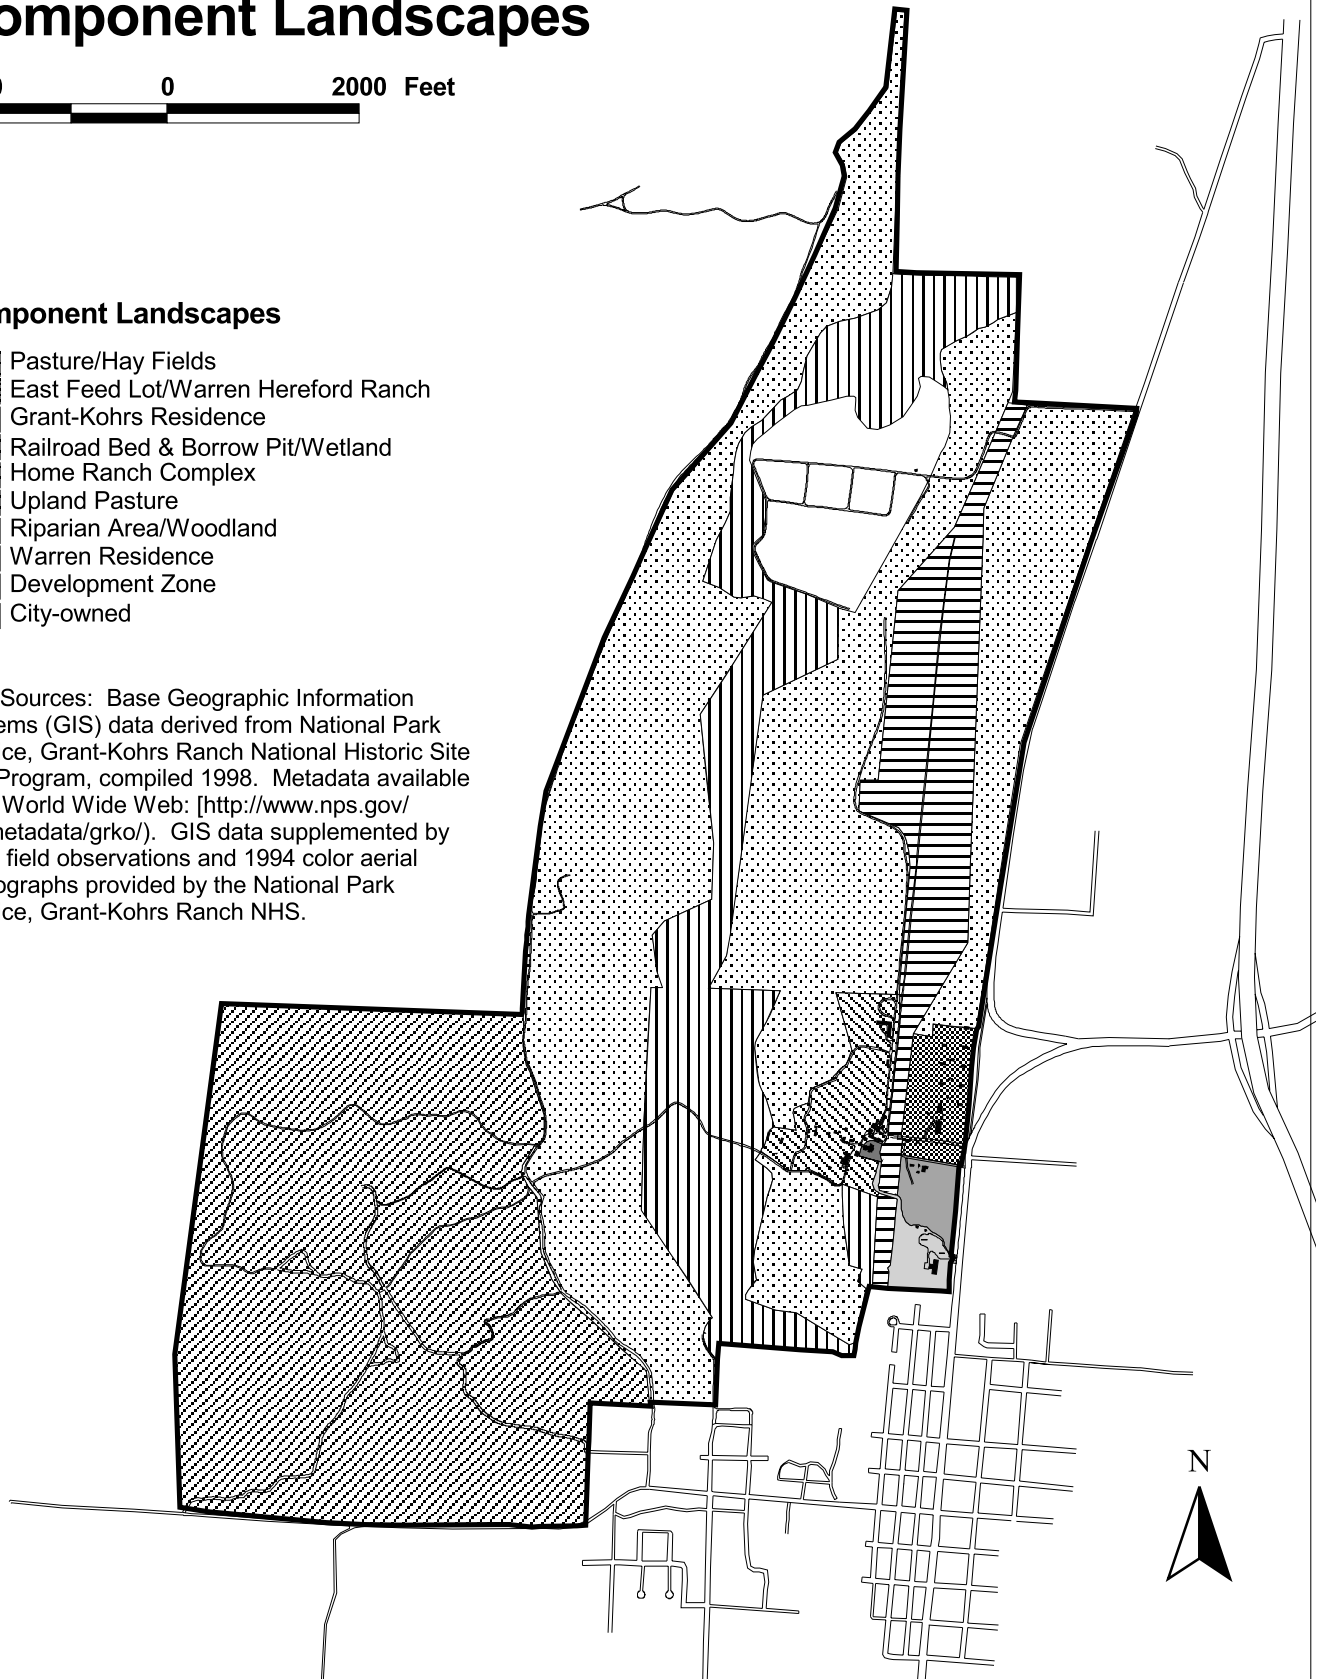 omponent Landscapes
0 0 2000 Feet
mponent Landscapes
Pasture/Hay Fields
East Feed Lot/Warren Hereford Ranch
Grant-Kohrs Residence
Railroad Bed & Borrow Pit/Wetland
Home Ranch Complex
Upland Pasture
Riparian Area/Woodland
Warren Residence
Development Zone
City-owned
Sources: Base Geographic Information
ems (GIS) data derived from National Park
ce, Grant-Kohrs Ranch National Historic Site
Program, compiled 1998. Metadata available
World Wide Web: [http://www.nps.gov/
netadata/grko/). GIS data supplemented by
field observations and 1994 color aerial
ographs provided by the National Park
ce, Grant-Kohrs Ranch NHS.
N